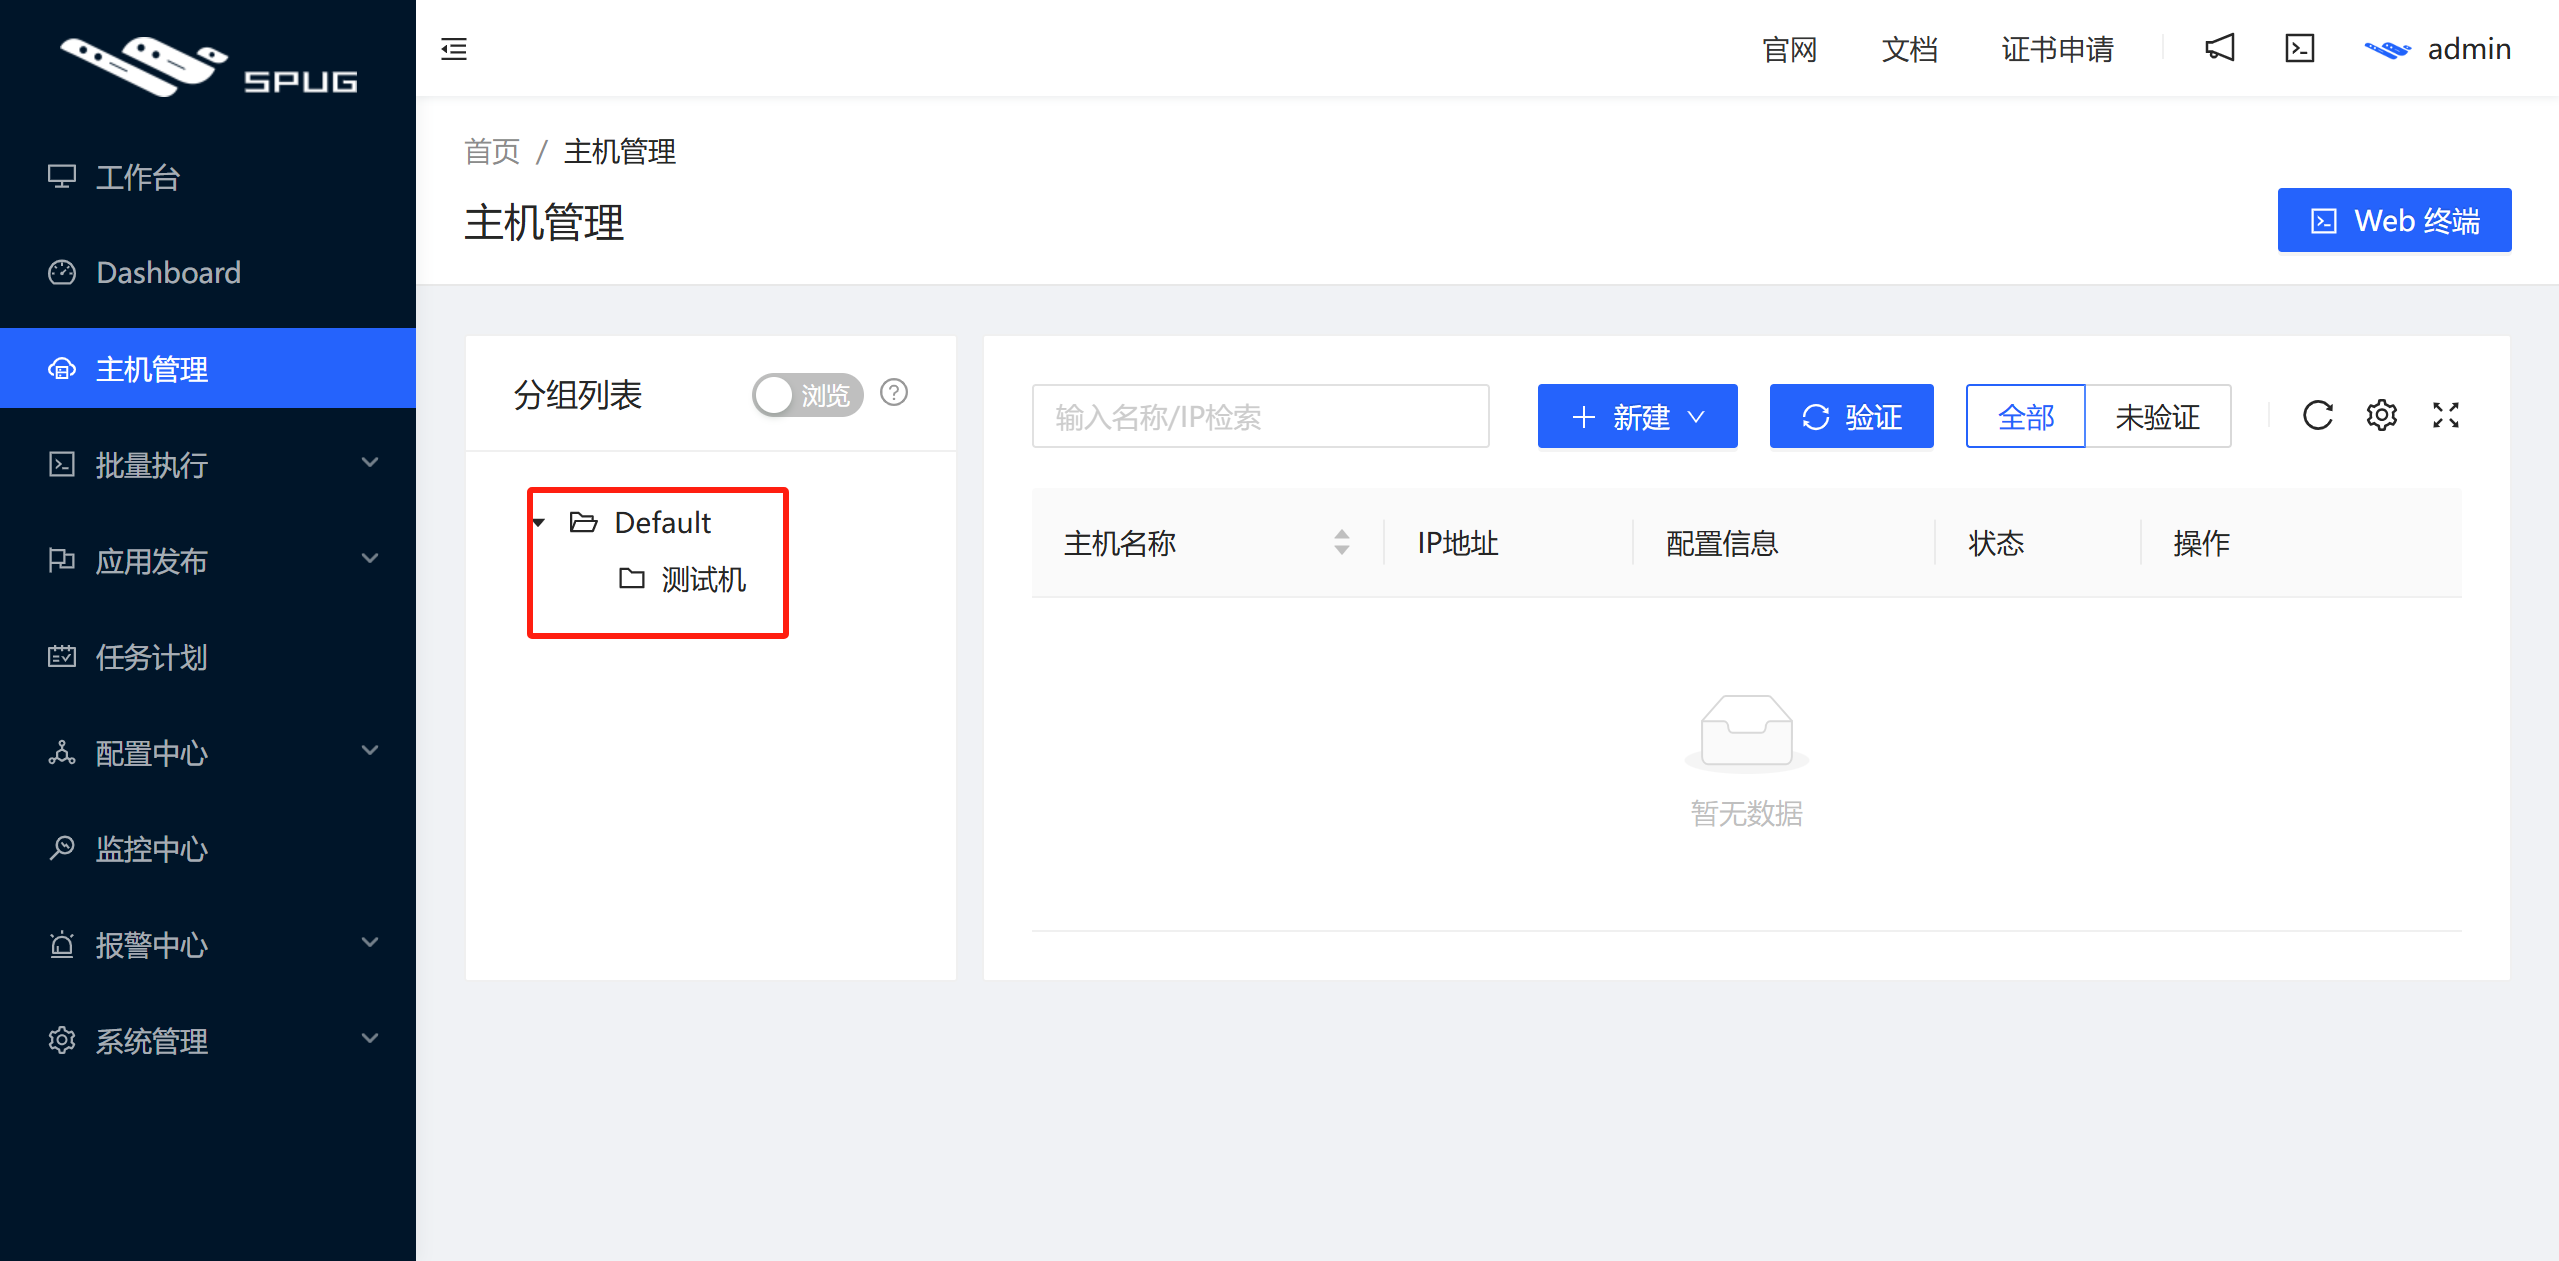 SPUG
官网
文档
证书申请
admin
工作台
Dashboard
主机管理
批量执行
应用发布
任务计划
配置中心
监控中心
报警中心
系统管理
首页 / 主机管理
主机管理
Web 终端
分组列表
浏览
Default
测试机
输入名称/IP检索
新建
验证
全部
未验证
主机名称
IP地址
配置信息
状态
操作
暂无数据